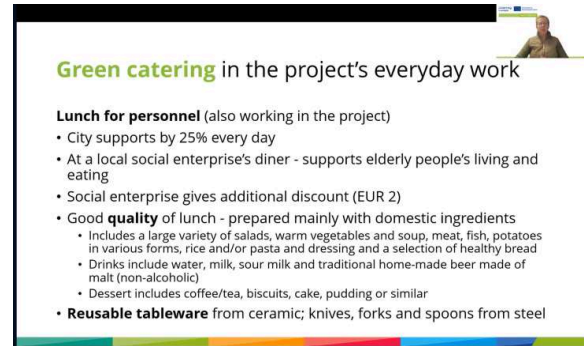 Green catering in the project's everyday work
Lunch for personnel (also working in the project)
• City supports by 25% every day
• At a local social enterprise's diner - supports elderly people's living and
eating
• Social enterprise gives additional discount (EUR 2)
• Good quality of lunch - prepared mainly with domestic ingredients
• Includes a large variety of salads, warm vegetables and soup, meat, fish, potatoes
in various forms, rice and/or pasta and dressing and a selection of healthy bread
• Drinks include water, milk, sour milk and traditional home-made beer made of
malt (non-alcoholic)
• Dessert includes coffee/tea, biscuits, cake, pudding or similar
• Reusable tableware from ceramic; knives, forks and spoons from steel